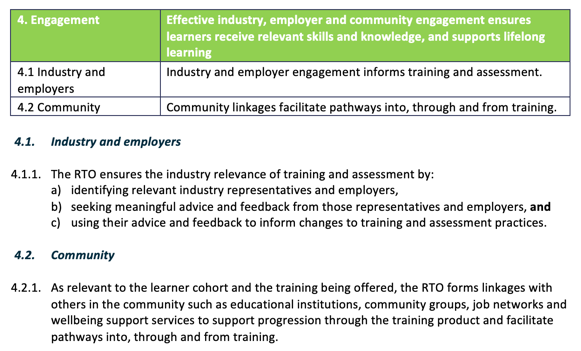 4. Engagement
Effective industry, employer and community engagement ensures
learners receive relevant skills and knowledge, and supports lifelong
learning
4.1 Industry and
employers
Industry and employer engagement informs training and assessment.
4.2 Community
Community linkages facilitate pathways into, through and from training.
4.1. Industry and employers
4.1.1. The RTO ensures the industry relevance of training and assessment by:
a) identifying relevant industry representatives and employers,
b) seeking meaningful advice and feedback from those representatives and employers, and
c) using their advice and feedback to inform changes to training and assessment practices.
4.2. Community
4.2.1. As relevant to the learner cohort and the training being offered, the RTO forms linkages with
others in the community such as educational institutions, community groups, job networks and
wellbeing support services to support progression through the training product and facilitate
pathways into, through and from training.